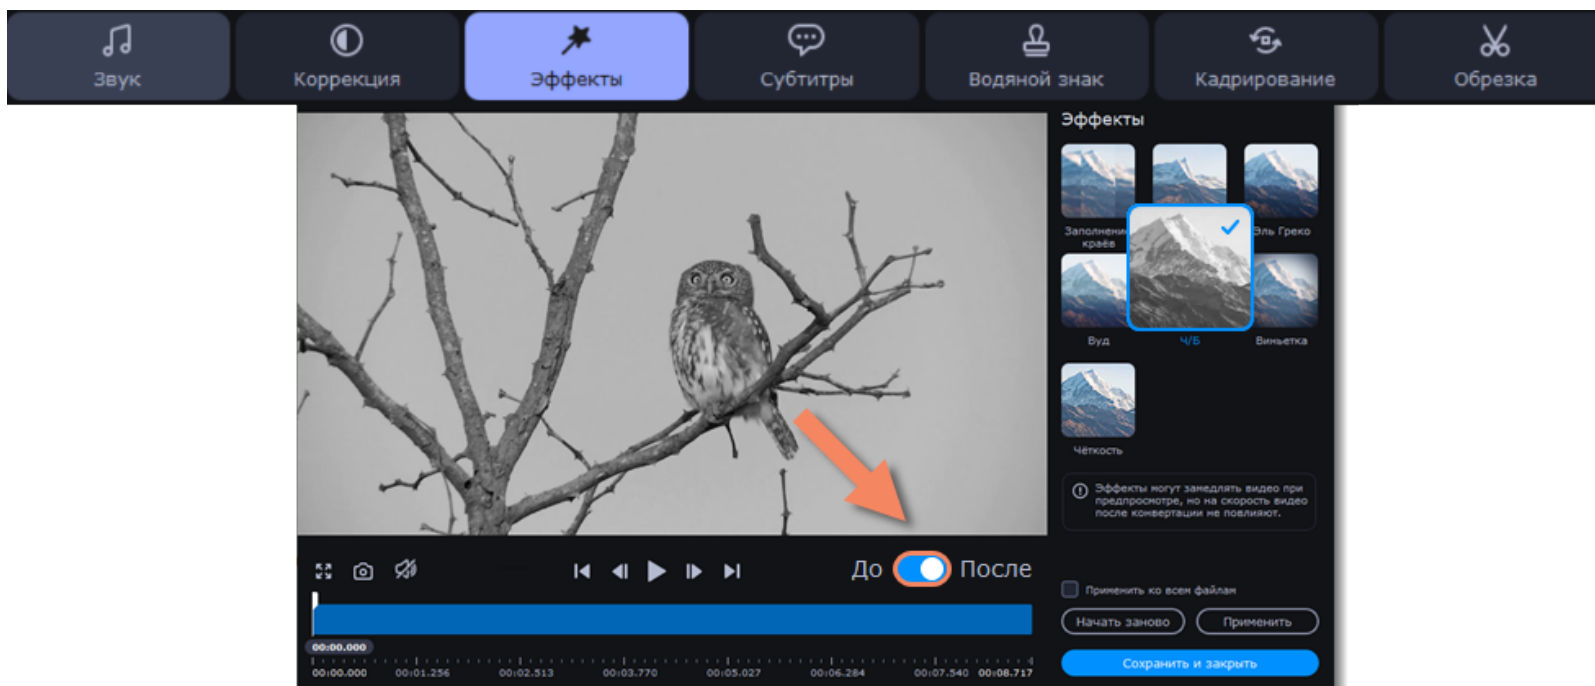 Звук
Коррекция
Эффекты
Субтитры
Водяной знак
Кадрирование
Обрезка
Эффекты
Заполнени
краёв
Эль Греко
Вуд
Ч/Б
Виньетка
Чёткость
Эффекты могут замедлять видео при
предпросмотре, но на скорость видео
после конвертации не повлияют.
До
После
Применить ко всем файлам
Начать заново
Применить
Сохранить и закрыть
00:00.000
00:00.000 00:01.256 00:02.513 00:03.770 00:05.027 00:06.284 00:07.540 00:08.717